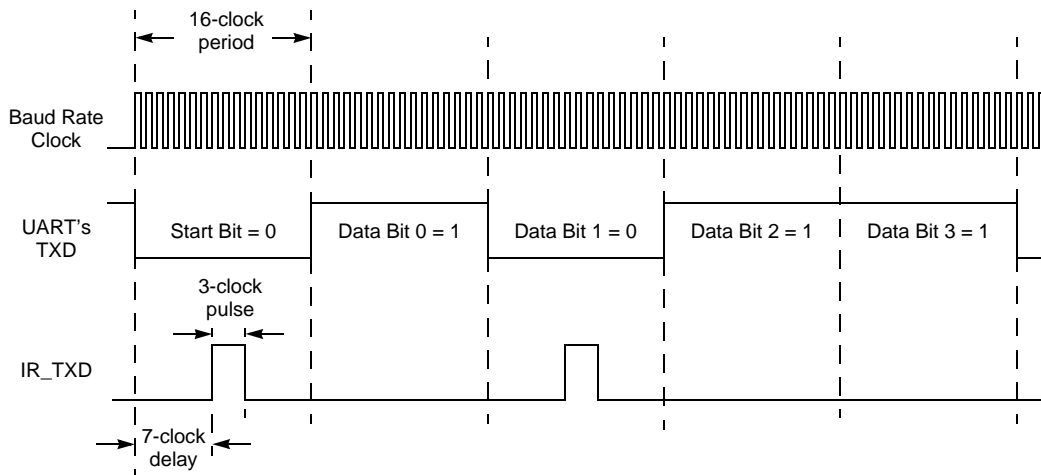 16-clock
period
Baud Rate
Clock
UART's
TXD
Start Bit = 0
Data Bit 0 = 1
Data Bit 1 = 0
Data Bit 2 = 1
Data Bit 3 = 1
3-clock
pulse
IR_TXD
7-clock
delay